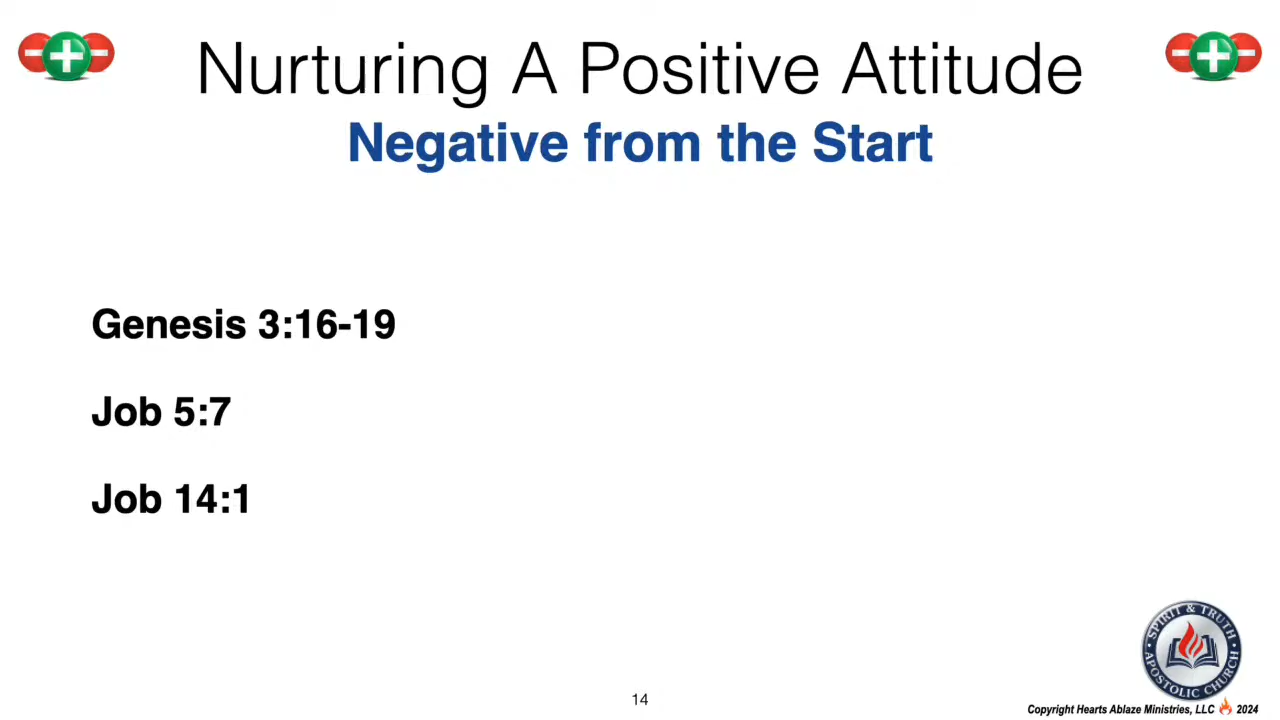 Nurturing A Positive Attitude
Negative from the Start
Genesis 3:16-19
Job 5:7
Job 14:1
SPIRIT & TRUTH
APOSTOLIC CHURCH
14
Copyright Hearts Ablaze Ministries, LLC 🔥 2024